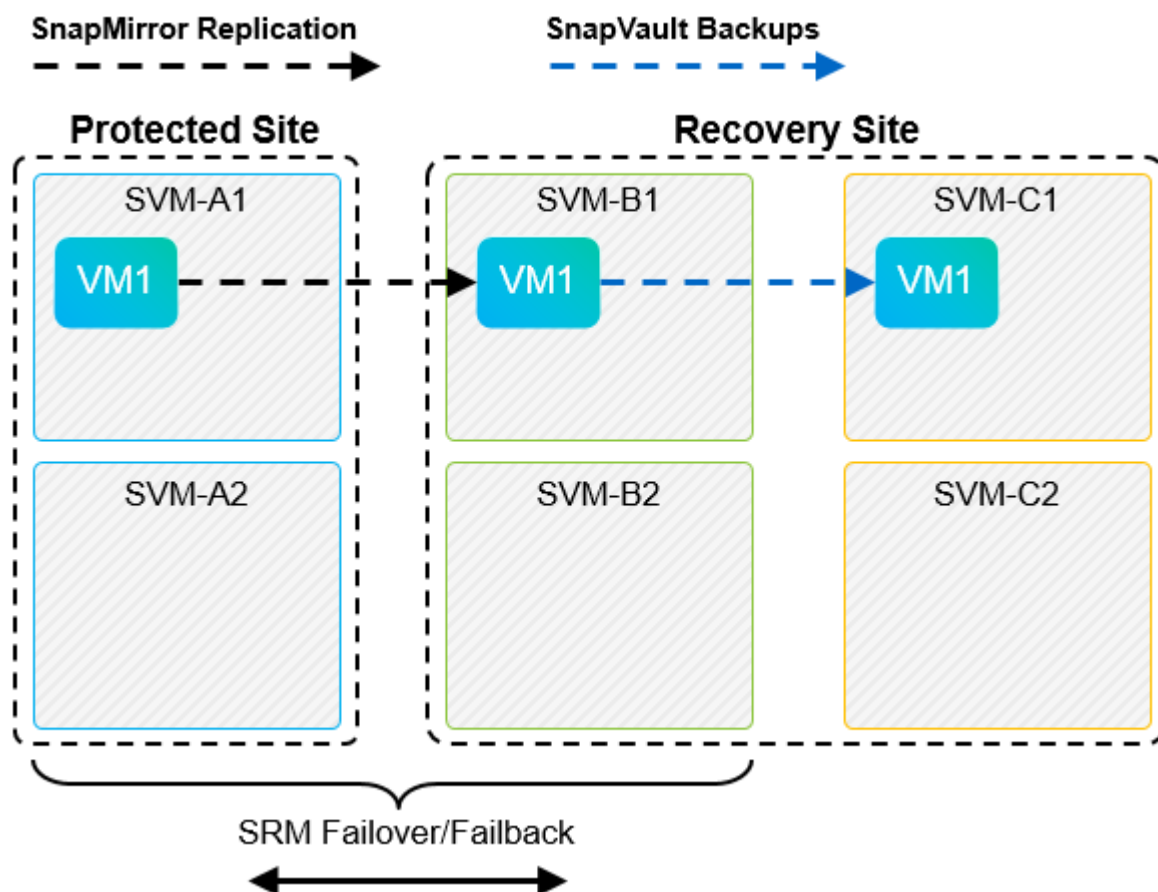 SnapMirror Replication
SnapVault Backups
Protected Site
Recovery Site
SVM-A1
SVM-B1
SVM-C1
VM1
VM1
VM1
SVM-A2
SVM-B2
SVM-C2
SRM Failover/Failback